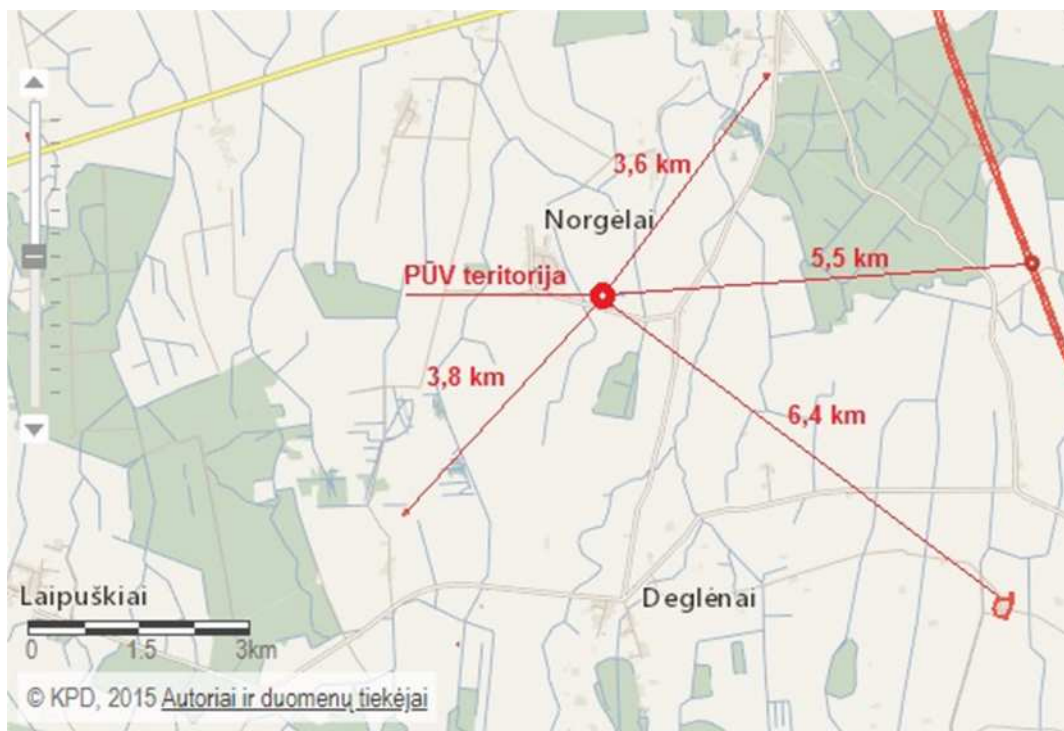 3,6 km
Norgėlai
5,5 km
PŪV teritorija
3,8 km
6,4 km
Laipuškiai
Deglėnai
0 1.5 3km
© KPD, 2015 Autoriai ir duomenų tiekėjai